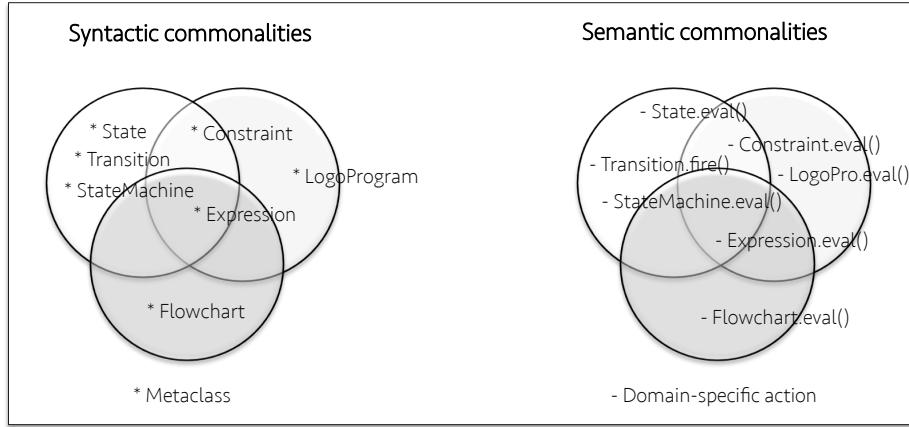 Syntactic commonalities
* State
* Constraint
* Transition
* LogoProgram
* StateMachine
* Expression
* Flowchart
* Metaclass
Semantic commonalities
- State.eval()
- Constraint.eval()
- Transition.fire()
- LogoPro.eval()
- StateMachine.eval()
- Expression.eval()
- Flowchart.eval()
- Domain-specific action